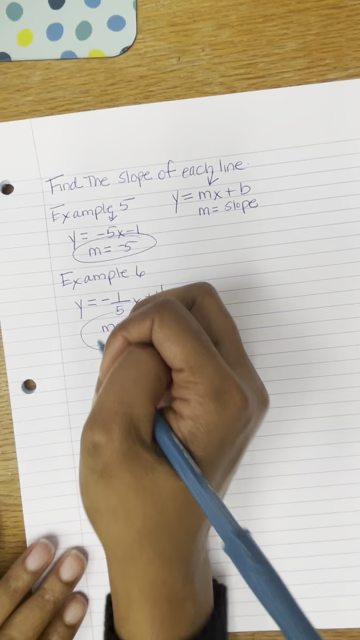 Find The slope of each line.
Example 5
y = mx + b
m = slope
y = -5x - 1
m = -5
Example 6
y = -1/5 x +
m